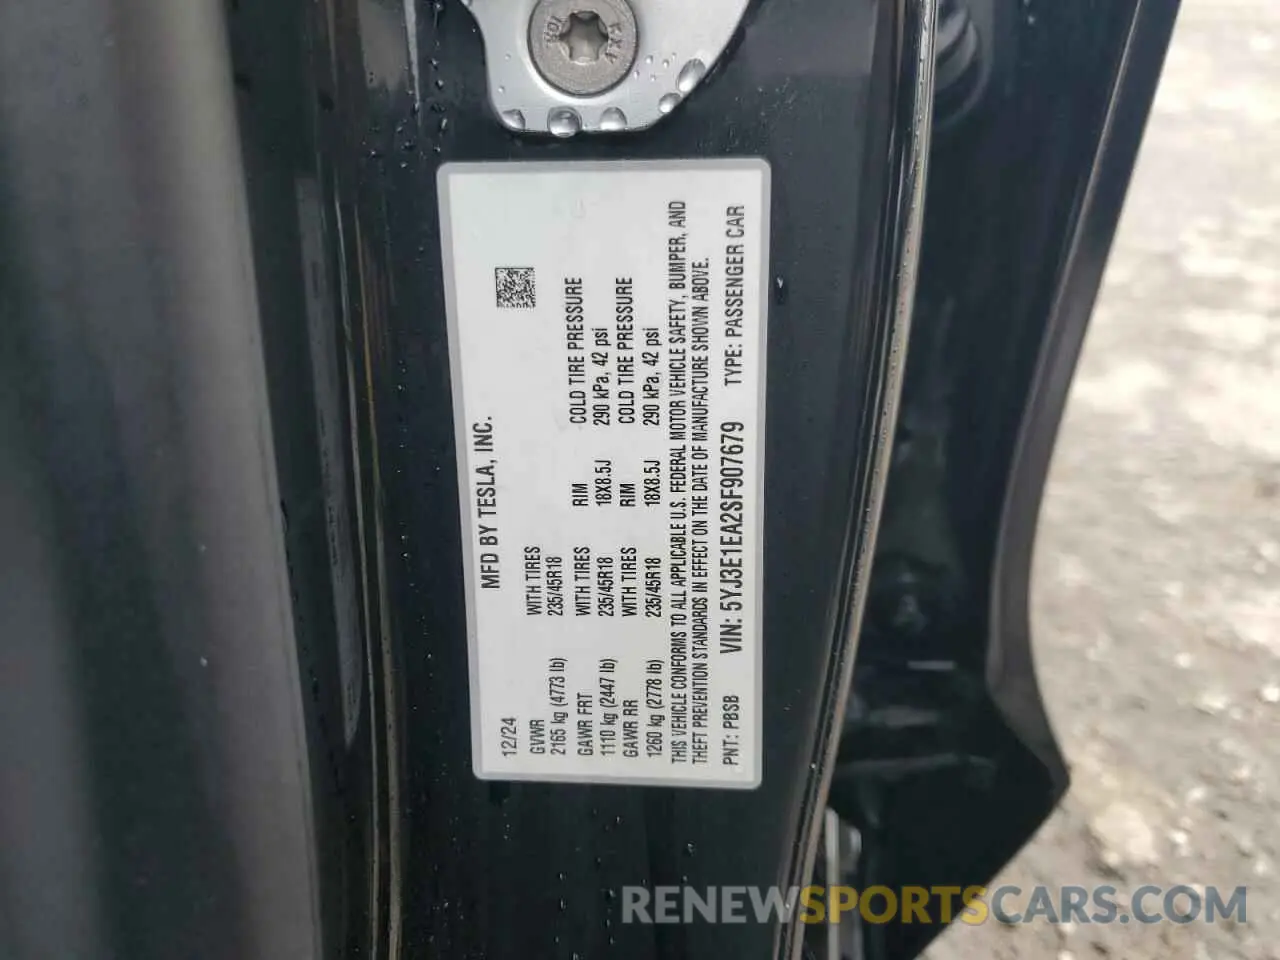 MFD BY TESLA, INC.
12/24
GVWR WITH TIRES
2165 kg (4773 lb) 235/45R18
GAWR FRT WITH TIRES RIM COLD TIRE PRESSURE
1110 kg (2447 lb) 235/45R18 18X8.5J 290 kPa, 42 psi
GAWR RR WITH TIRES RIM COLD TIRE PRESSURE
1260 kg (2778 lb) 235/45R18 18X8.5J 290 kPa, 42 psi
THIS VEHICLE CONFORMS TO ALL APPLICABLE U.S. FEDERAL MOTOR VEHICLE SAFETY, BUMPER, AND
THEFT PREVENTION STANDARDS IN EFFECT ON THE DATE OF MANUFACTURE SHOWN ABOVE.
PNT: PBSB VIN: 5YJ3E1EA2SF907679 TYPE: PASSENGER CAR
RENEWSPORTSCARS.COM